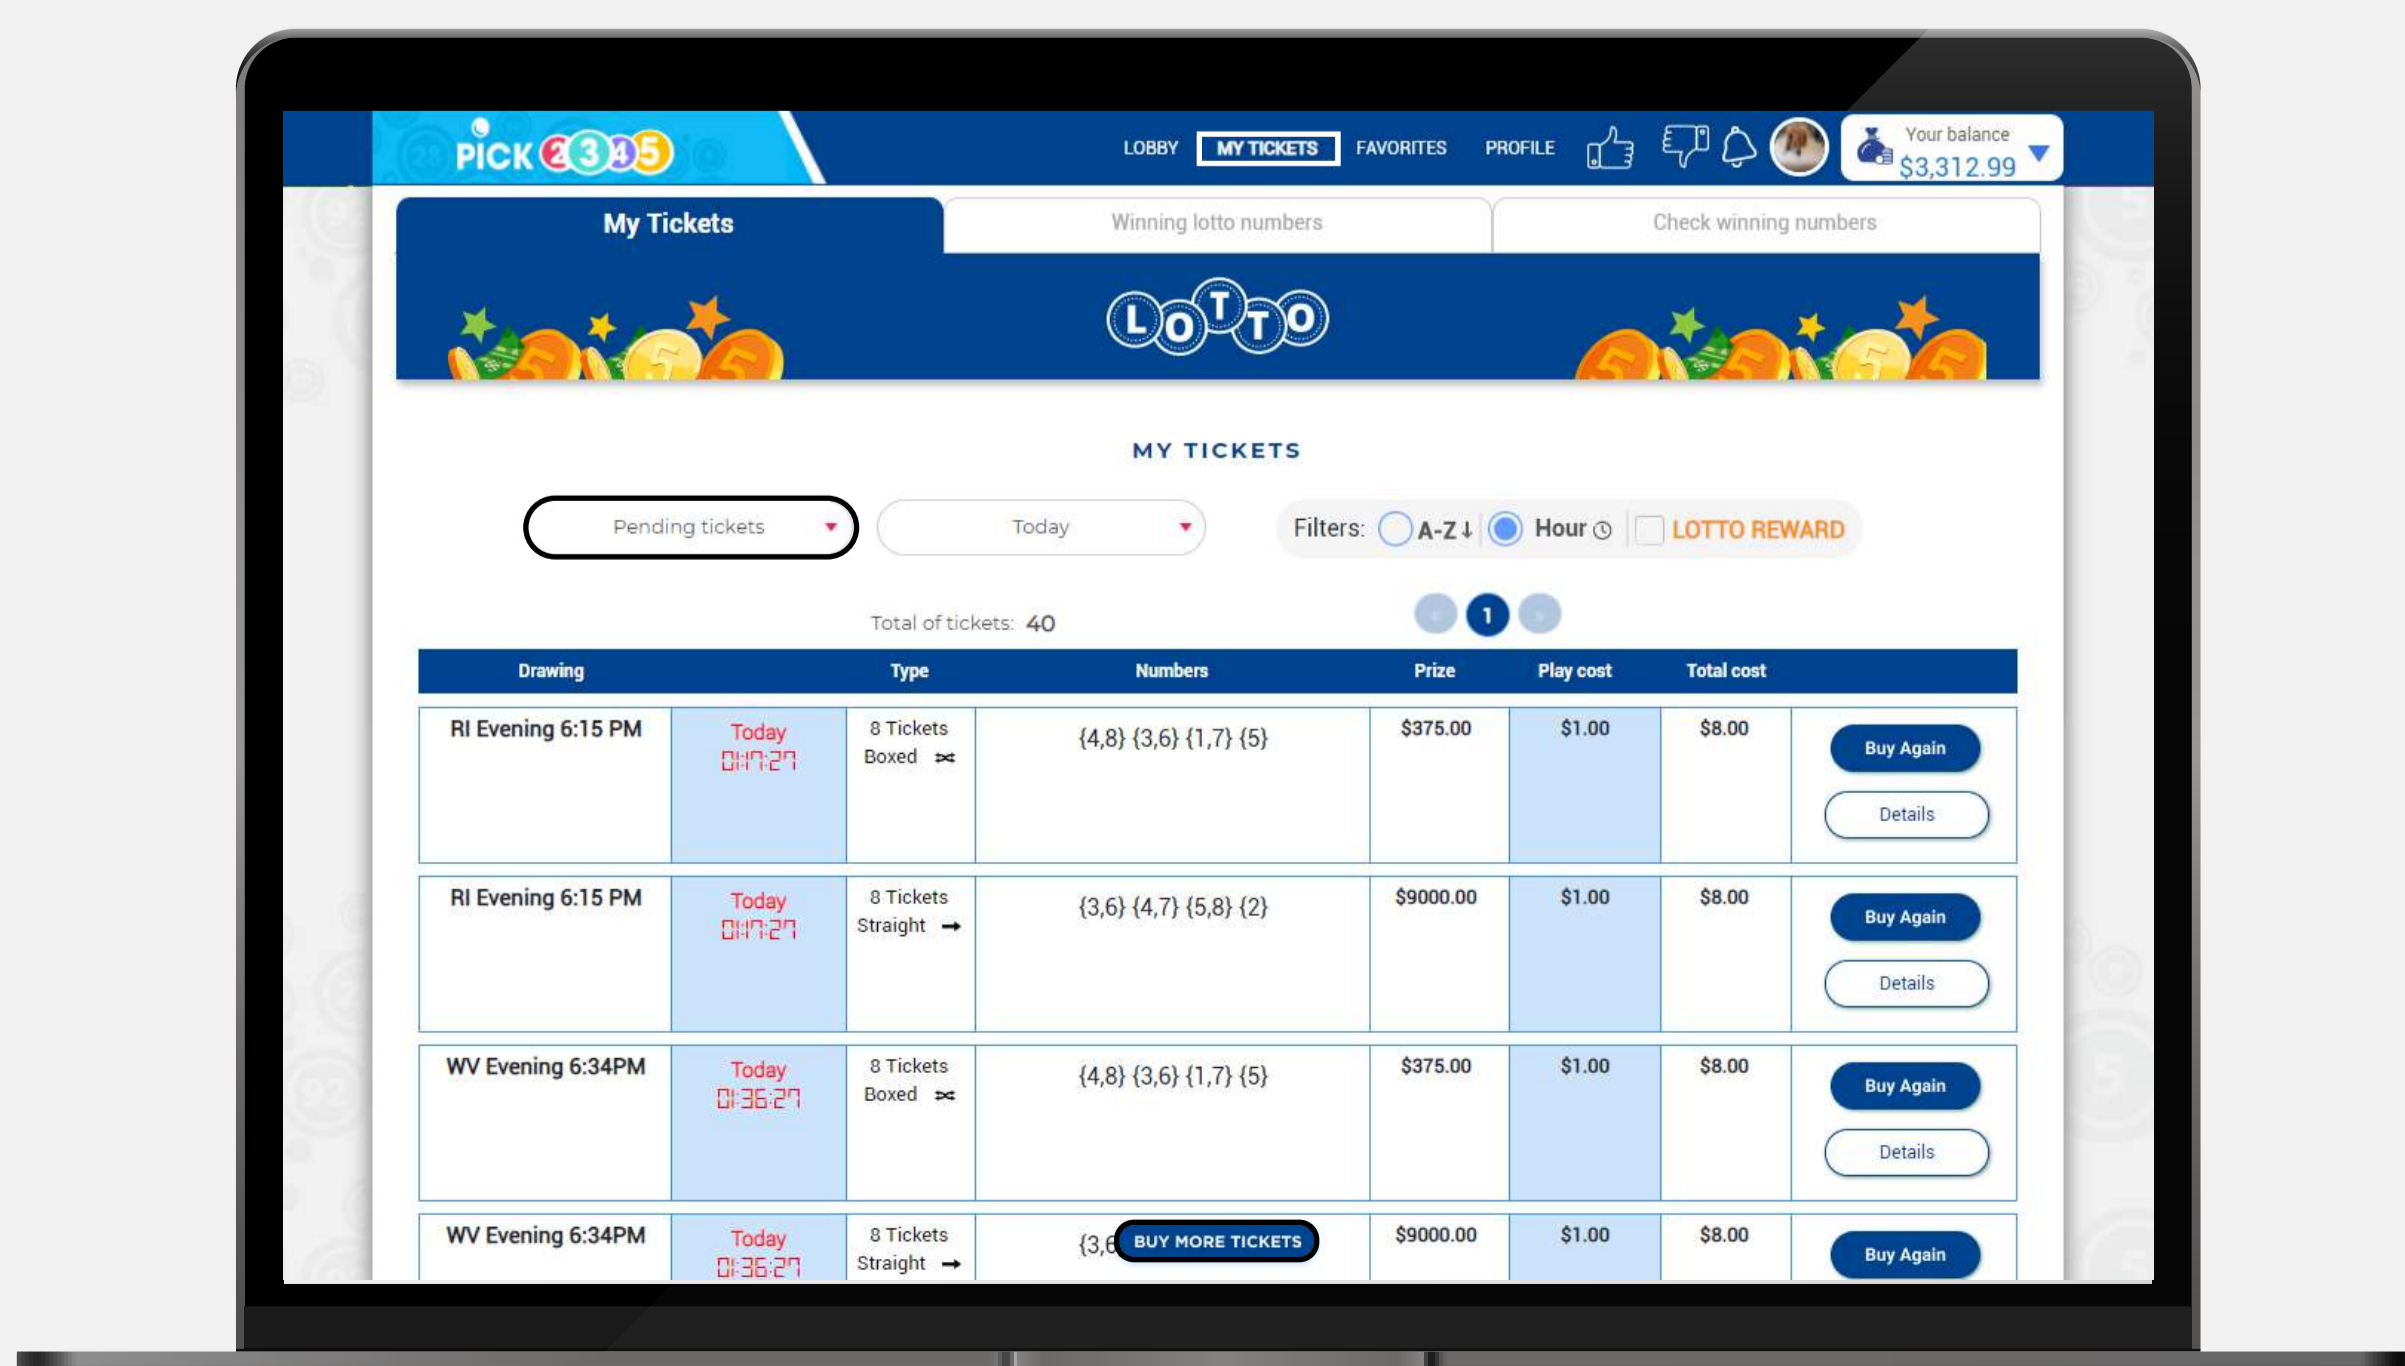 PICK 2345
LOBBY MY TICKETS FAVORITES PROFILE
Your balance
$3,312.99
My Tickets Winning lotto numbers Check winning numbers
LOTTO
MY TICKETS
Pending tickets Today Filters: A-Z Hour LOTTO REWARD
Total of tickets: 40 1
Drawing Type Numbers Prize Play cost Total cost
RI Evening 6:15 PM Today 8 Tickets {4,8} {3,6} {1,7} {5} $375.00 $1.00 $8.00 Buy Again
01:17:27 Boxed
Details
RI Evening 6:15 PM Today 8 Tickets {3,6} {4,7} {5,8} {2} $9000.00 $1.00 $8.00 Buy Again
01:17:27 Straight
Details
WV Evening 6:34PM Today 8 Tickets {4,8} {3,6} {1,7} {5} $375.00 $1.00 $8.00 Buy Again
01:36:27 Boxed
Details
WV Evening 6:34PM Today 8 Tickets {3,6 BUY MORE TICKETS $9000.00 $1.00 $8.00 Buy Again
01:36:27 Straight